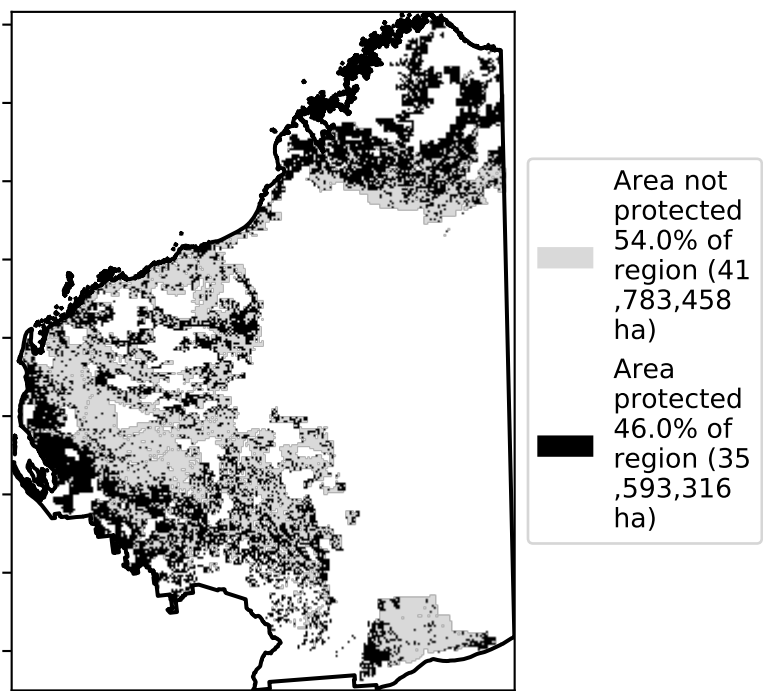 Area not
protected
54.0% of
region (41
,783,458
ha)
Area
protected
46.0% of
region (35
,593,316
ha)